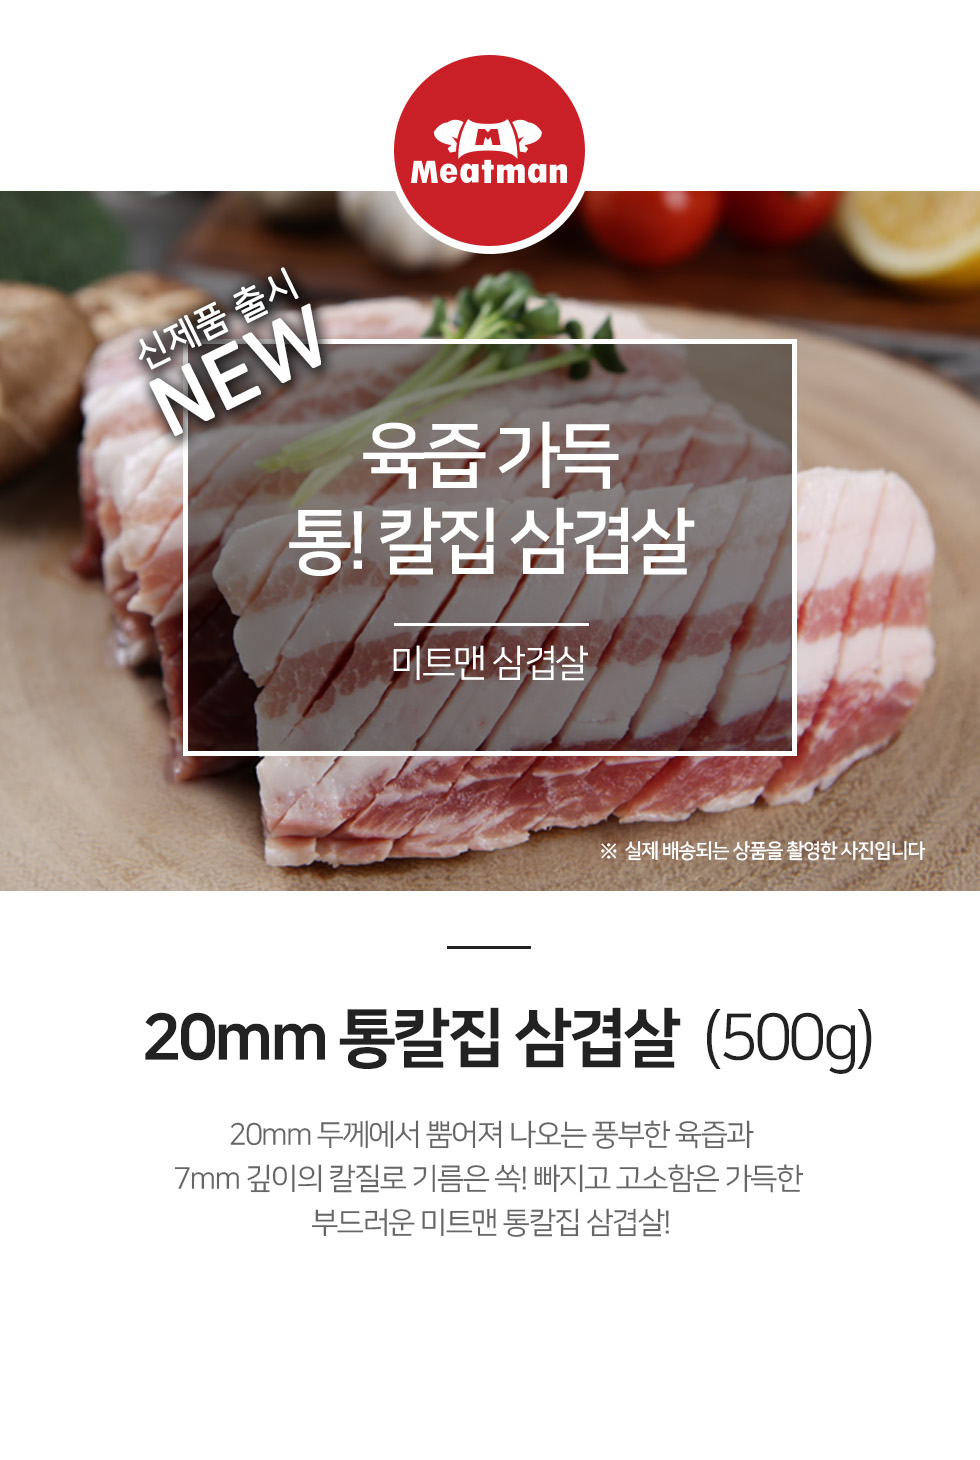 M
Meatman
신제품 출시
NEW
육즙 가득
통! 칼집 삼겹살
미트맨 삼겹살
※ 실제 배송되는 상품을 촬영한 사진입니다
20mm 통칼집 삼겹살 (500g)
20mm 두께에서 뿜어져 나오는 풍부한 육즙과
7mm 깊이의 칼질로 기름은 쏙! 빠지고 고소함은 가득한
부드러운 미트맨 통칼집 삼겹살!